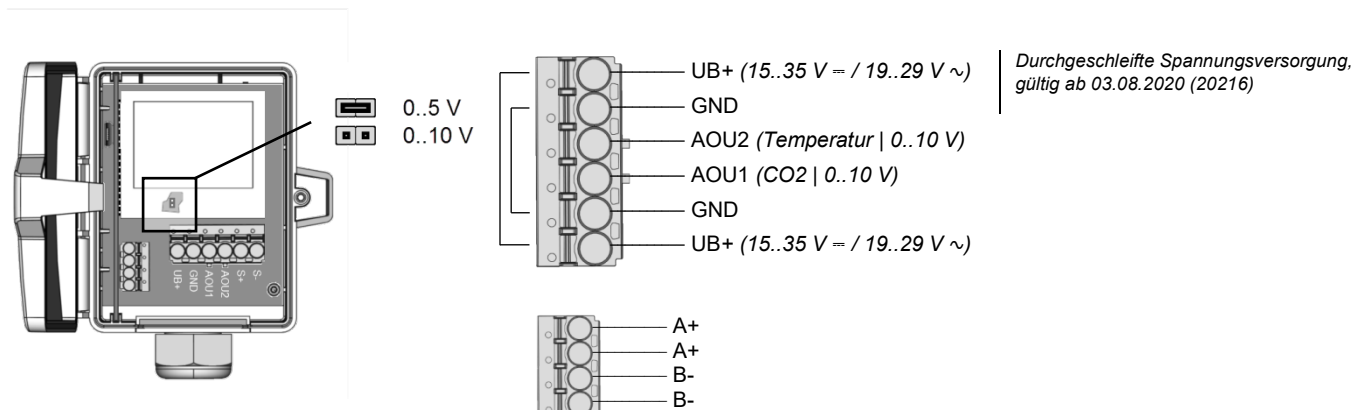 UB+ (15..35 V ⎓ / 19..29 V ∿)
Durchgeschleifte Spannungsversorgung,
gültig ab 03.08.2020 (20216)
0..5 V
GND
0..10 V
AOU2 (Temperatur | 0..10 V)
AOU1 (CO2 | 0..10 V)
GND
UB+ (15..35 V ⎓ / 19..29 V ∿)
UB+
GND
AOU1
AOU2
S+
S-
A+
A+
B-
B-